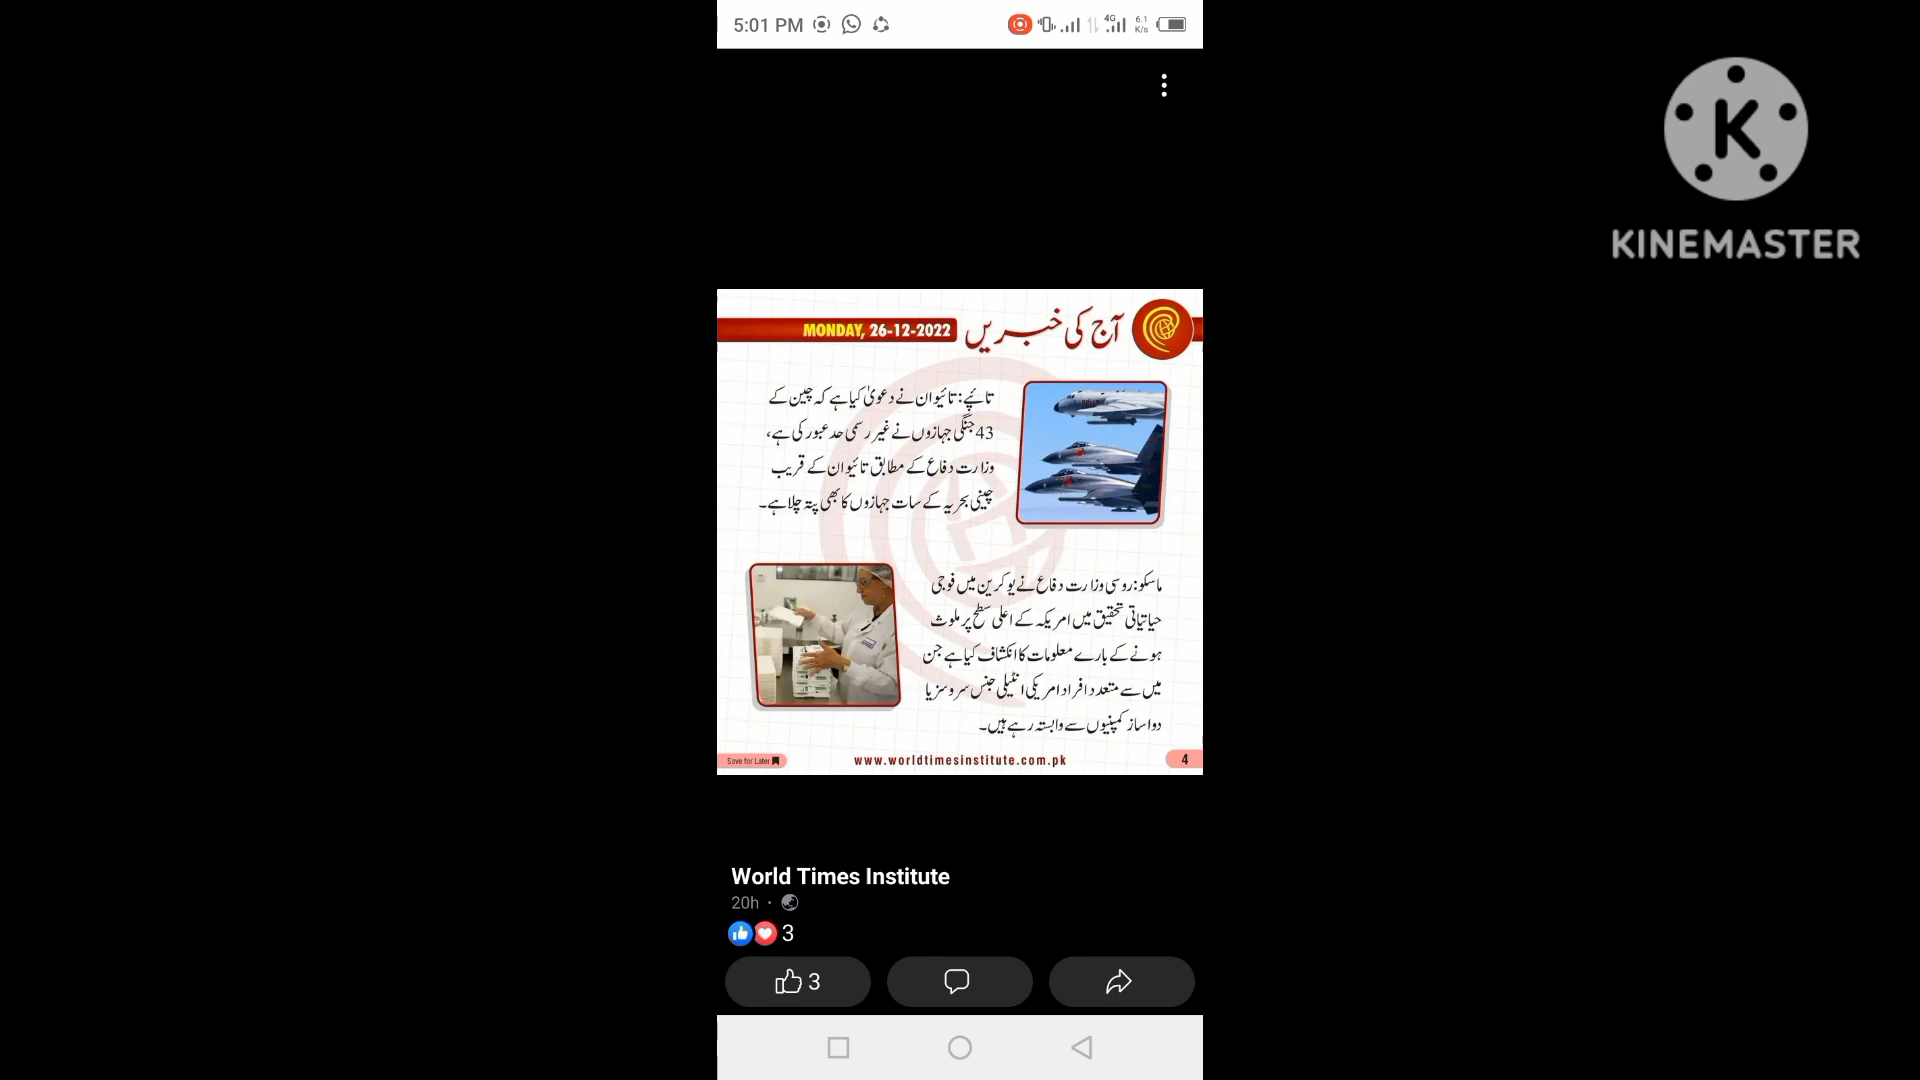 5:01 PM
4G
6.1
K/s
KINEMASTER
آج کی خبریں
MONDAY, 26-12-2022
تائپے: تائیوان نے دعویٰ کیا ہے کہ چین کے
43 جنگی جہازوں نے غیر رسمی حد عبور کی ہے،
وزارت دفاع کے مطابق تائیوان کے قریب
چینی بحریہ کے سات جہازوں کا بھی پتہ چلا ہے۔
ماسکو: روسی وزارت دفاع نے یوکرین میں فوجی
حیاتیاتی تحقیق میں امریکہ کے اعلی سطح پر ملوث
ہونے کے بارے معلومات کا انکشاف کیا ہے جن
میں سے متعدد افراد امریکی انٹیلی جنس سروسز یا
دوا ساز کمپنیوں سے وابستہ رہے ہیں۔
Save for Later
www.worldtimesinstitute.com.pk
4
World Times Institute
20h ·
3
3